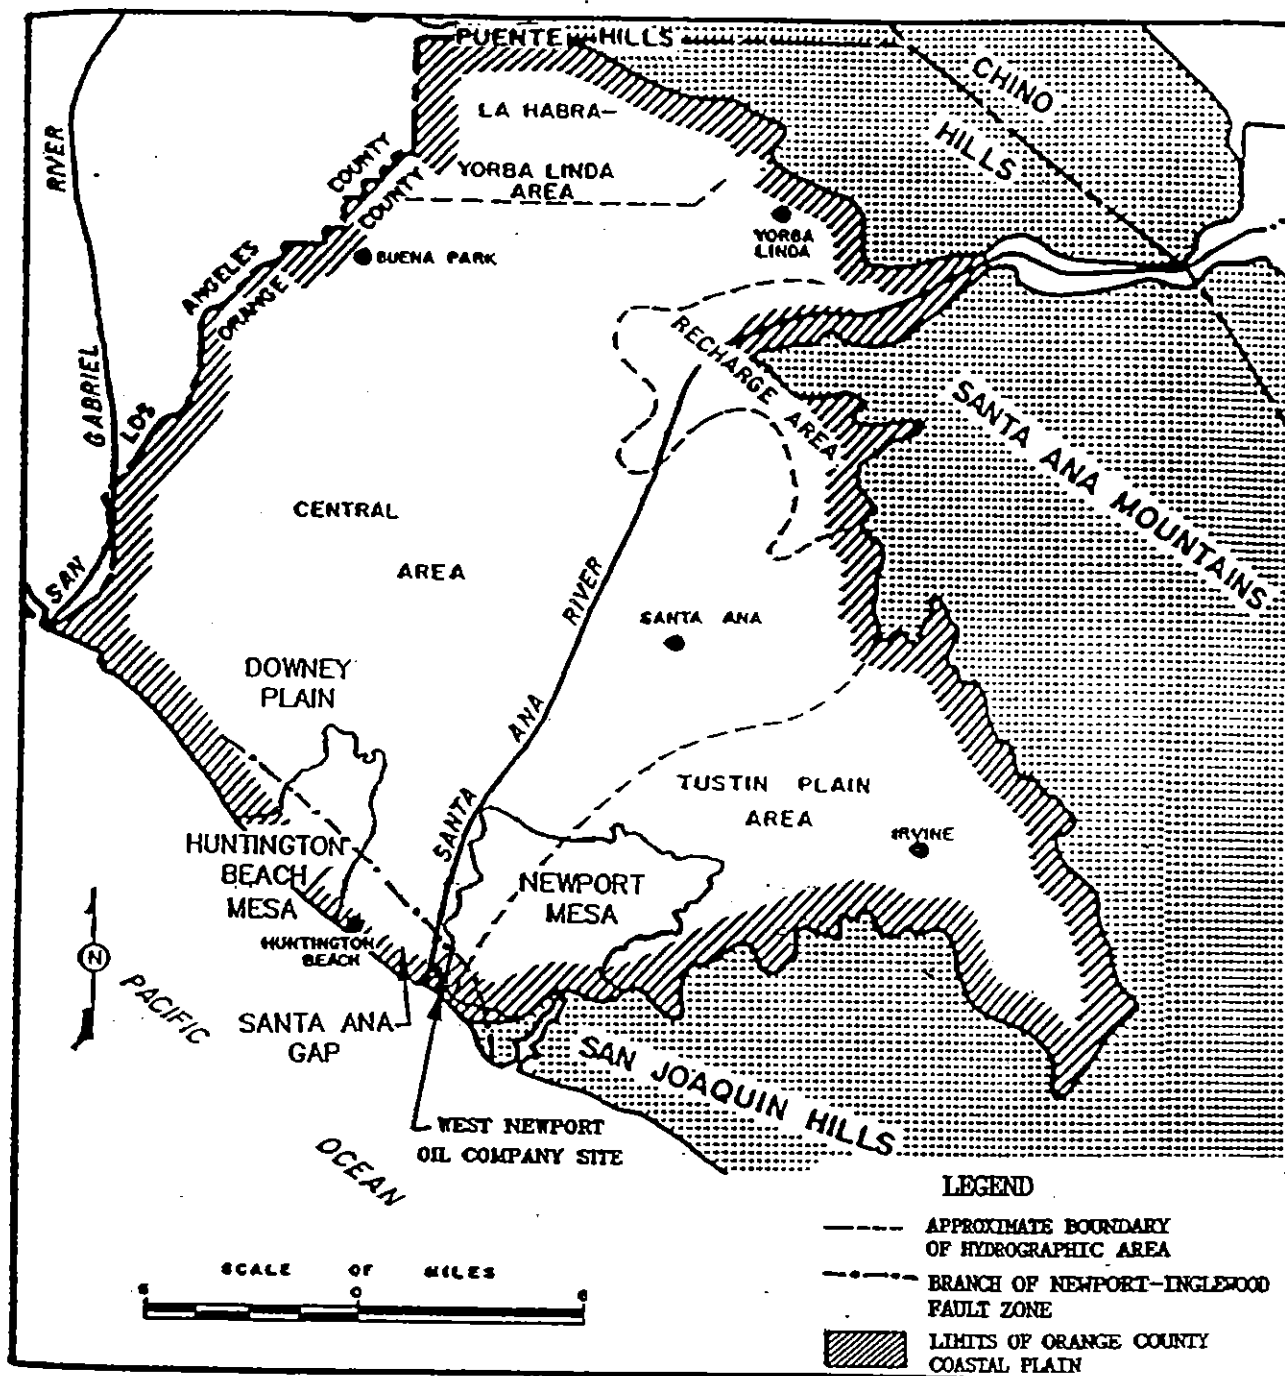 PUENTE HILLS
CHINO
HILLS
LA HABRA-
YORBA LINDA
AREA
RIVER
COUNTY
COUNTY
YORBA
LINDA
BUENA PARK
ANGELES
ORANGE
RECHARGE AREA
GABRIEL
LOS
SANTA ANA MOUNTAINS
CENTRAL
AREA
SAN
RIVER
SANTA ANA
DOWNEY
PLAIN
ANA
TUSTIN PLAIN
AREA
SANTA
IRVINE
HUNTINGTON
BEACH
MESA
NEWPORT
MESA
HUNTINGTON
BEACH
N
PACIFIC
SANTA ANA
GAP
SAN JOAQUIN HILLS
WEST NEWPORT
OIL COMPANY SITE
OCEAN
LEGEND
APPROXIMATE BOUNDARY
OF HYDROGRAPHIC AREA
SCALE OF MILES
0
BRANCH OF NEWPORT-INGLEWOOD
FAULT ZONE
LIMITS OF ORANGE COUNTY
COASTAL PLAIN